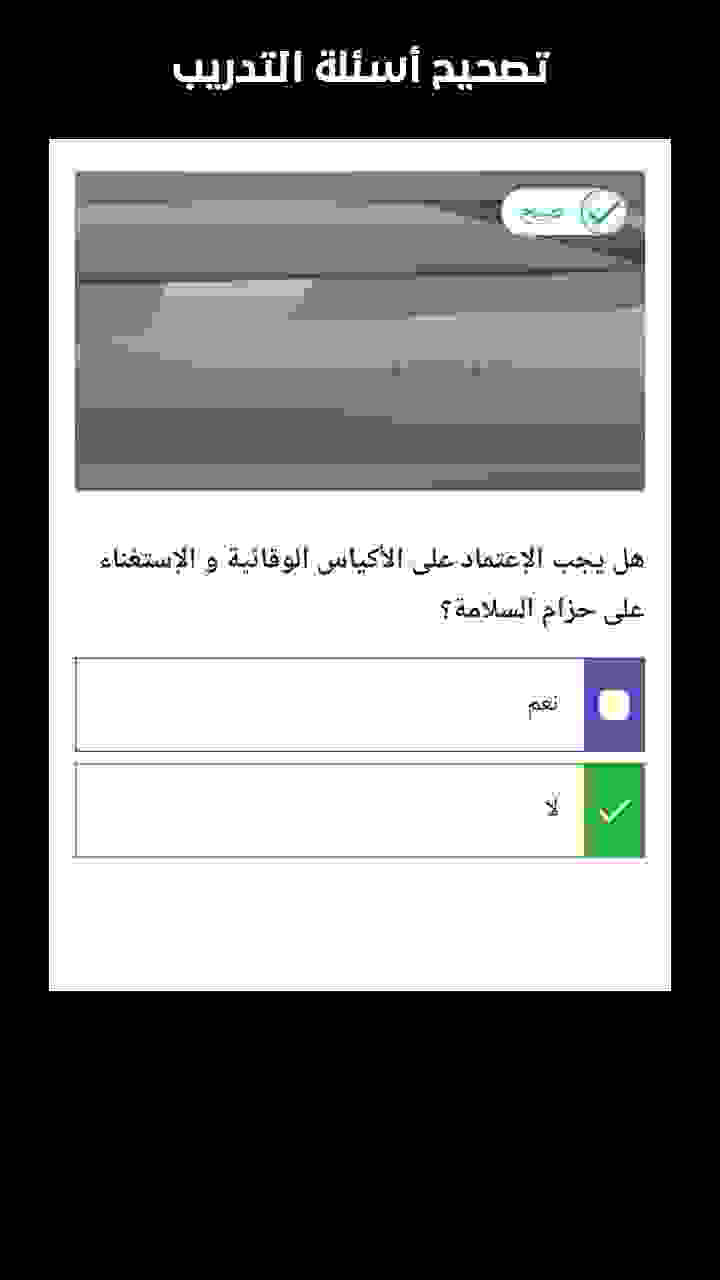 تصحيح أسئلة التدريب
صحيح
هل يجب الإعتماد على الأكياس الوقائية و الإستغناء
على حزام السلامة؟
نعم
لا